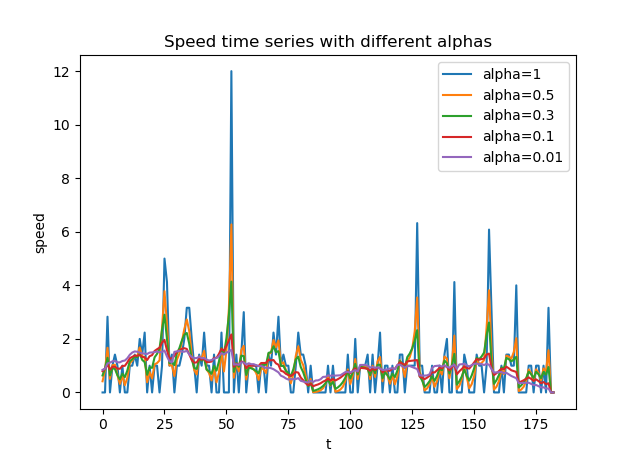 Speed time series with different alphas
alpha=1
alpha=0.5
alpha=0.3
alpha=0.1
alpha=0.01
12
10
8
6
4
2
0
speed
0
25
50
75
100
125
150
175
t